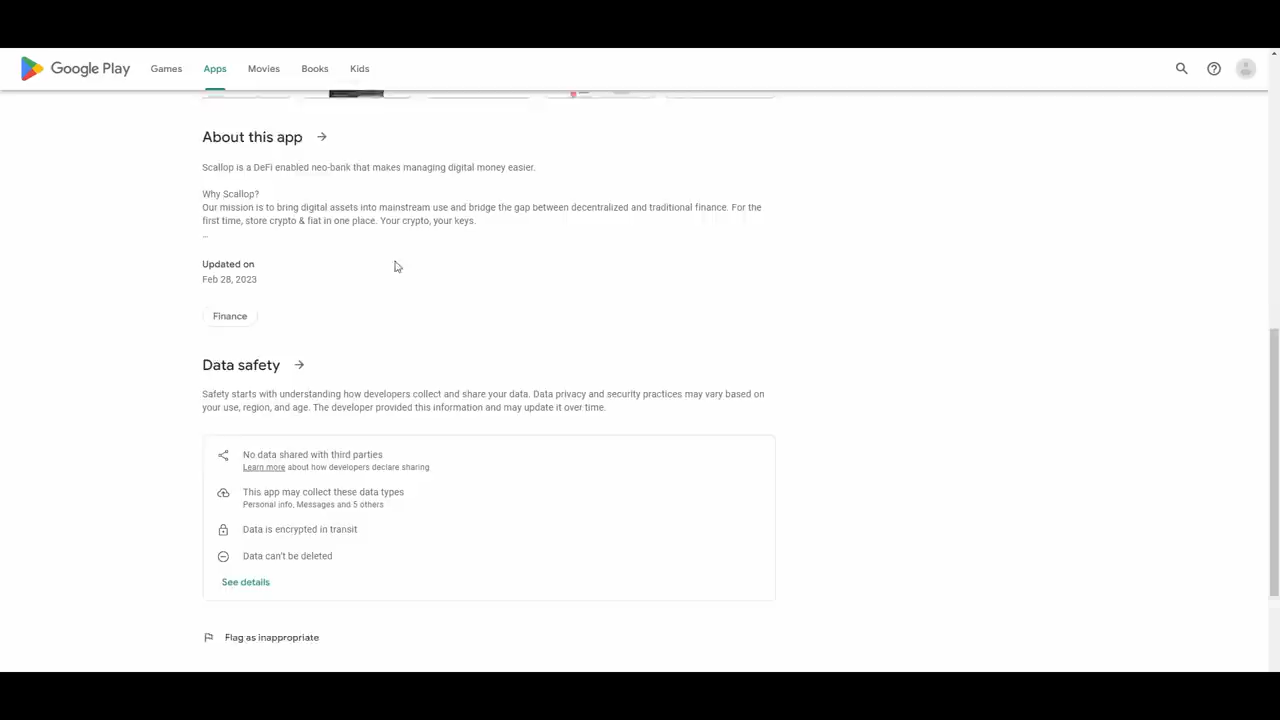 Google Play Games Apps Movies Books Kids
About this app
Scallop is a DeFi enabled neo-bank that makes managing digital money easier.
Why Scallop?
Our mission is to bring digital assets into mainstream use and bridge the gap between decentralized and traditional finance. For the
first time, store crypto & fiat in one place. Your crypto, your keys.
...
Updated on
Feb 28, 2023
Finance
Data safety
Safety starts with understanding how developers collect and share your data. Data privacy and security practices may vary based on
your use, region, and age. The developer provided this information and may update it over time.
No data shared with third parties
Learn more about how developers declare sharing
This app may collect these data types
Personal info, Messages and 5 others
Data is encrypted in transit
Data can't be deleted
See details
Flag as inappropriate